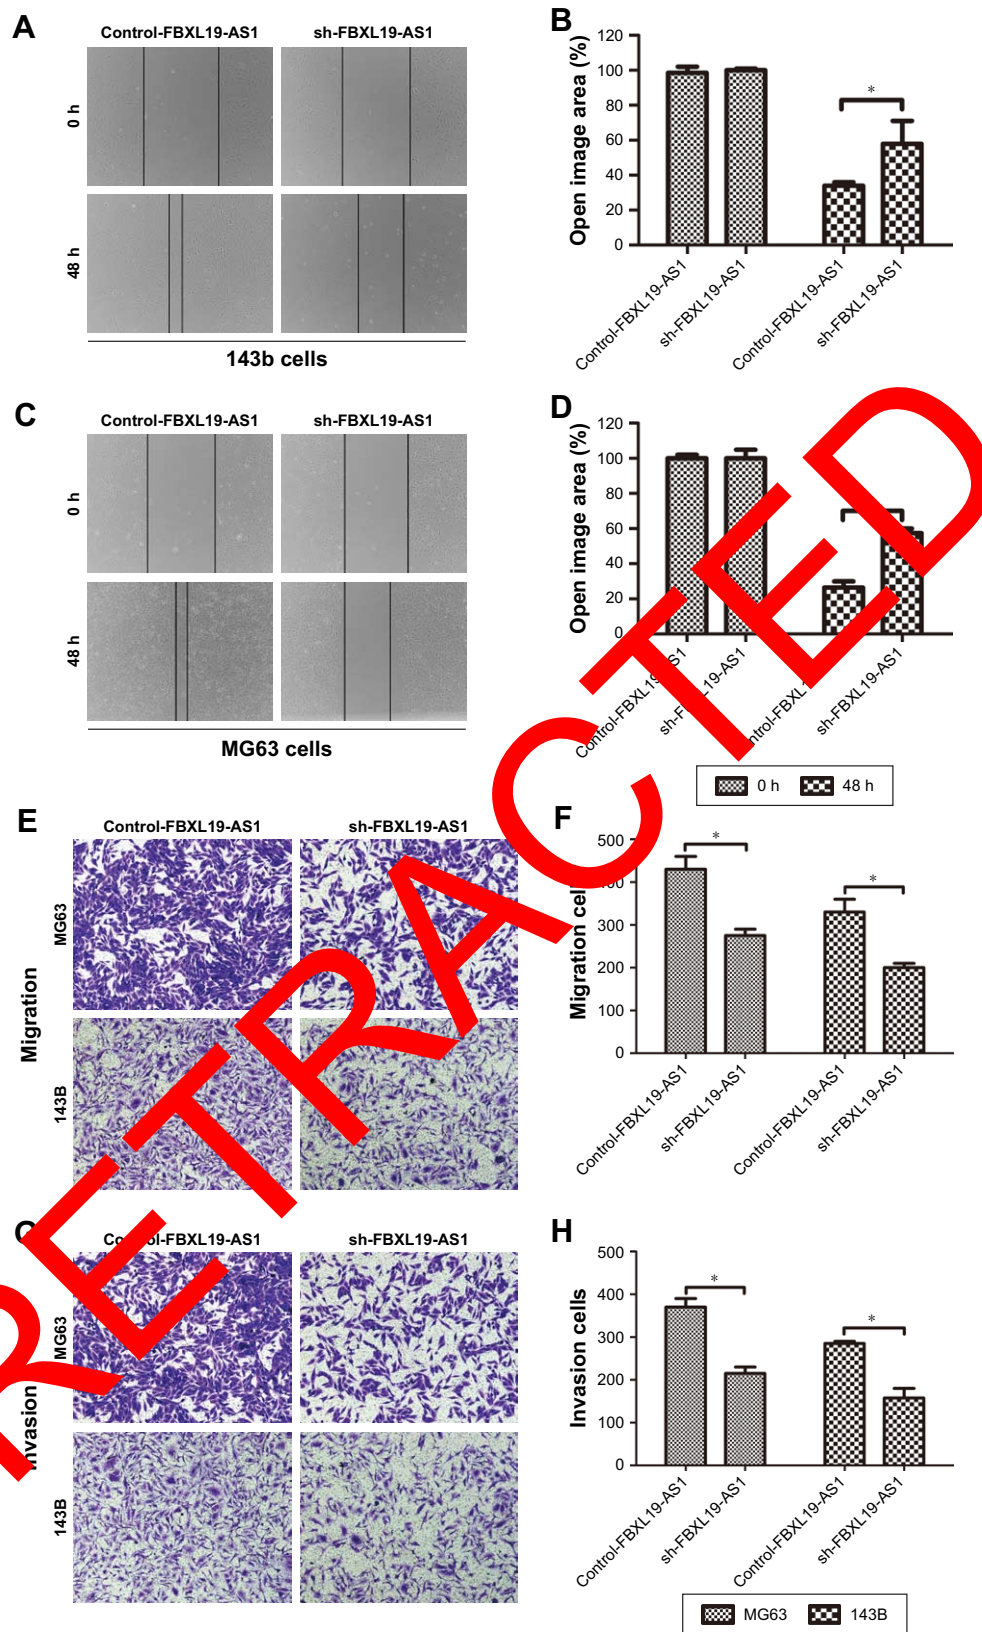 A
Control-FBXL19-AS1
sh-FBXL19-AS1
0 h
48 h
143b cells
B
Open image area (%)
120
100
80
60
40
20
0
*
Control-FBXL19-AS1
sh-FBXL19-AS1
Control-FBXL19-AS1
sh-FBXL19-AS1
C
Control-FBXL19-AS1
sh-FBXL19-AS1
0 h
48 h
MG63 cells
D
Open image area (%)
120
100
80
60
40
20
0
sh-FBXL19-AS1
0 h
48 h
E
Control-FBXL19-AS1
sh-FBXL19-AS1
Migration
MG63
143B
F
Migration
500
300
200
100
0
*
*
Control-FBXL19-AS1
sh-FBXL19-AS1
Control-FBXL19-AS1
sh-FBXL19-AS1
sh-FBXL19-AS1
Invasion
MG63
143B
H
Invasion cells
500
400
300
200
100
0
*
*
Control-FBXL19-AS1
sh-FBXL19-AS1
Control-FBXL19-AS1
sh-FBXL19-AS1
MG63
143B
RETRACTED